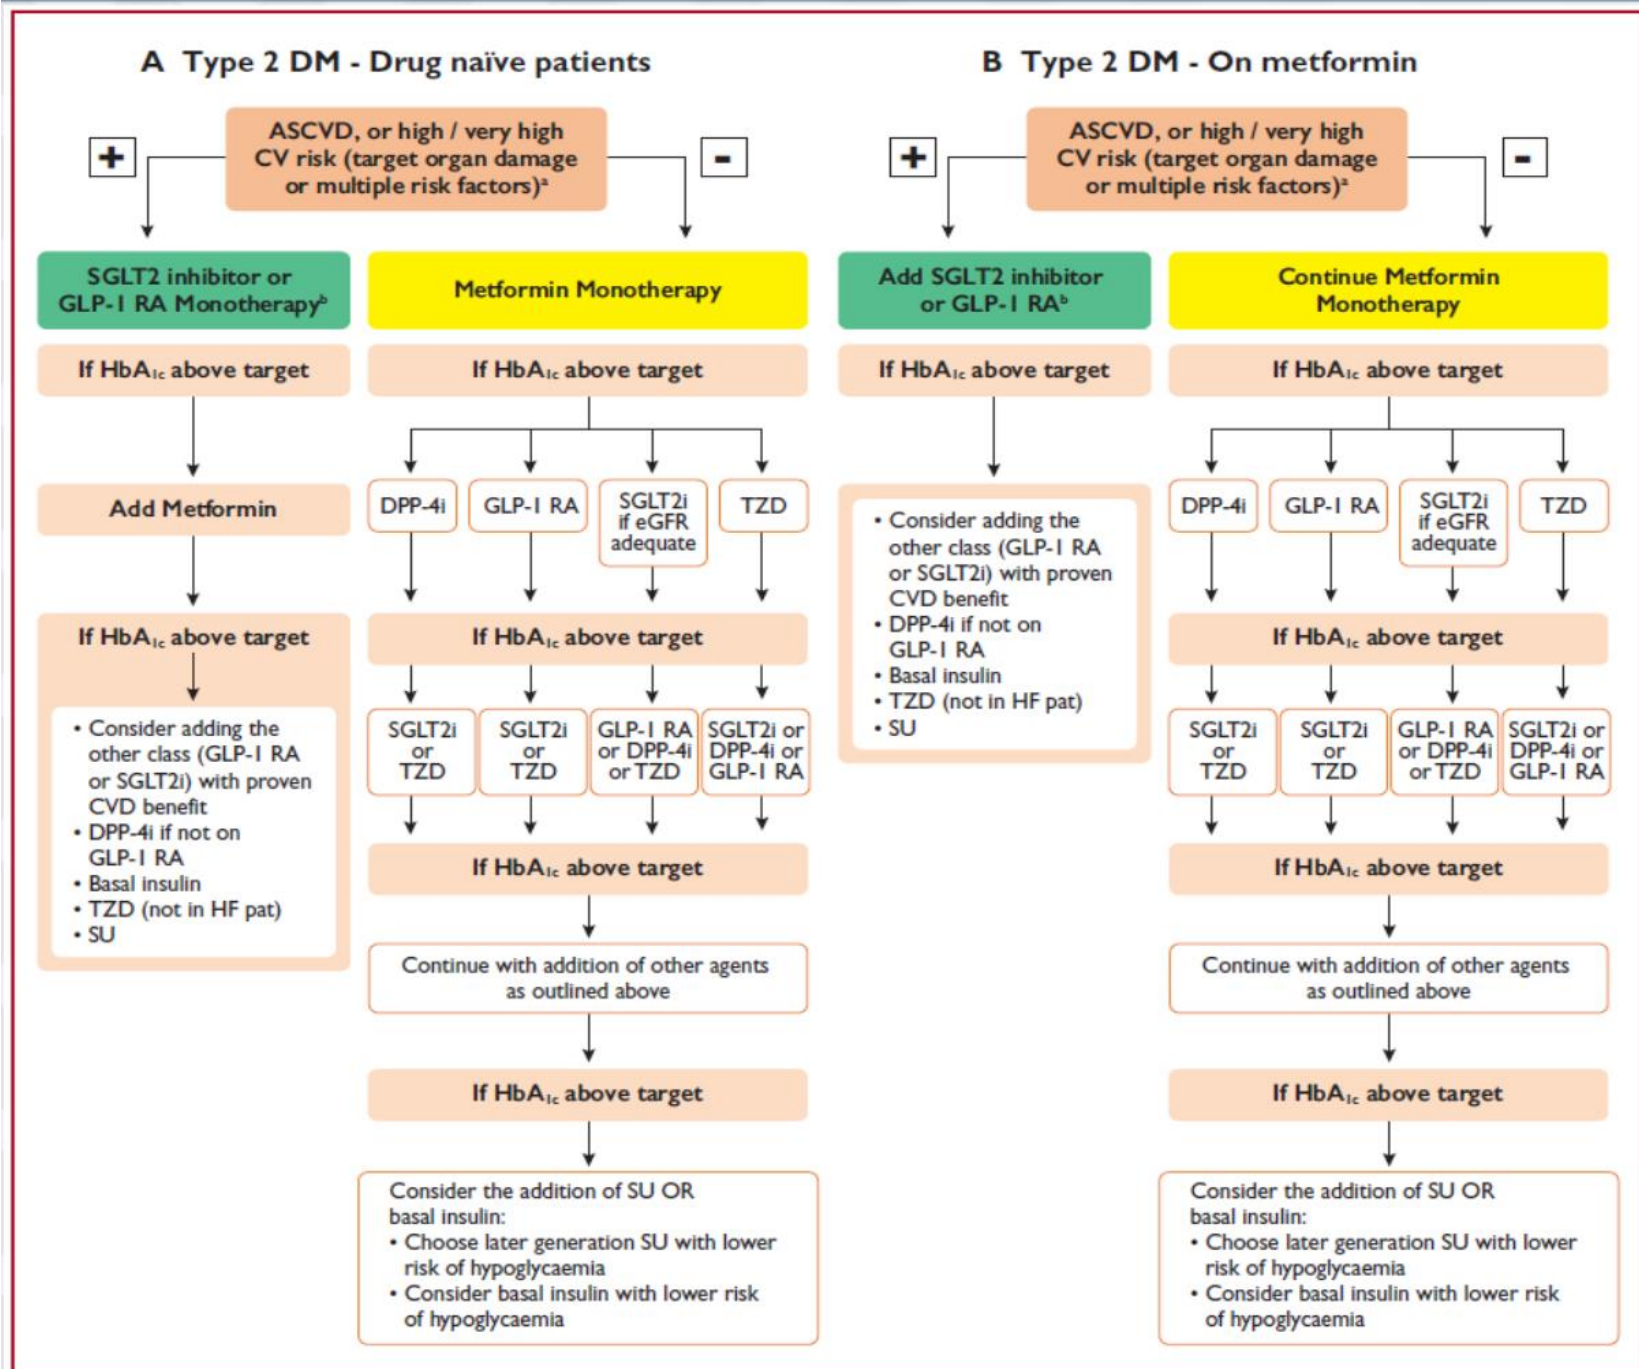 A Type 2 DM - Drug naïve patients
+
ASCVD, or high / very high
CV risk (target organ damage
or multiple risk factors)ª
-
SGLT2 inhibitor or
GLP-1 RA Monotherapyᵇ
If HbA₁c above target
Add Metformin
If HbA₁c above target
• Consider adding the
other class (GLP-1 RA
or SGLT2i) with proven
CVD benefit
• DPP-4i if not on
GLP-1 RA
• Basal insulin
• TZD (not in HF pat)
• SU
Metformin Monotherapy
If HbA₁c above target
DPP-4i
GLP-1 RA
SGLT2i
if eGFR
adequate
TZD
If HbA₁c above target
SGLT2i
or
TZD
SGLT2i
or
TZD
GLP-1 RA
or DPP-4i
or TZD
SGLT2i or
DPP-4i or
GLP-1 RA
If HbA₁c above target
Continue with addition of other agents
as outlined above
If HbA₁c above target
Consider the addition of SU OR
basal insulin:
• Choose later generation SU with lower
risk of hypoglycaemia
• Consider basal insulin with lower risk
of hypoglycaemia
B Type 2 DM - On metformin
+
ASCVD, or high / very high
CV risk (target organ damage
or multiple risk factors)ª
-
Add SGLT2 inhibitor
or GLP-1 RAᵇ
If HbA₁c above target
• Consider adding the
other class (GLP-1 RA
or SGLT2i) with proven
CVD benefit
• DPP-4i if not on
GLP-1 RA
• Basal insulin
• TZD (not in HF pat)
• SU
Continue Metformin
Monotherapy
If HbA₁c above target
DPP-4i
GLP-1 RA
SGLT2i
if eGFR
adequate
TZD
If HbA₁c above target
SGLT2i
or
TZD
SGLT2i
or
TZD
GLP-1 RA
or DPP-4i
or TZD
SGLT2i or
DPP-4i or
GLP-1 RA
If HbA₁c above target
Continue with addition of other agents
as outlined above
If HbA₁c above target
Consider the addition of SU OR
basal insulin:
• Choose later generation SU with lower
risk of hypoglycaemia
• Consider basal insulin with lower risk
of hypoglycaemia